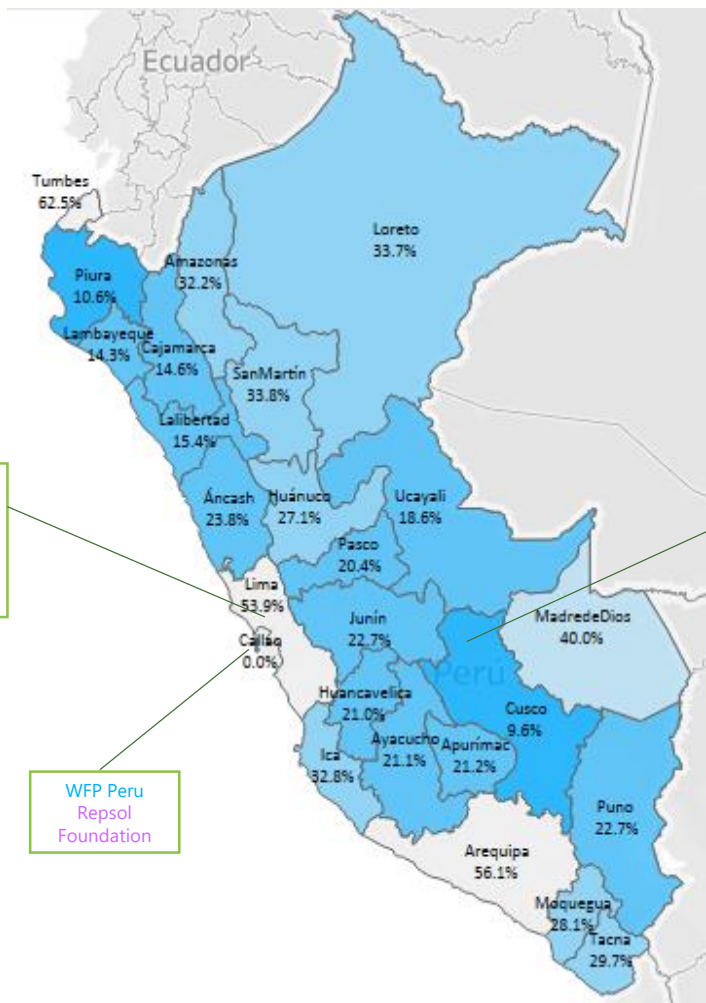 Ecuador
Tumbes
62.5%
Loreto
33.7%
Amazonas
32.2%
Piura
10.6%
Lambayeque
14.3%
Cajamarca
14.6%
SanMartín
33.8%
Lalibertad
15.4%
Áncash
23.8%
Huánuco
27.1%
Ucayali
18.6%
Pasco
20.4%
Lima
53.9%
Callao
0.0%
Junín
22.7%
MadredeDios
40.0%
Perú
Huancavelica
21.0%
Cusco
9.6%
Ica
32.8%
Ayacucho
21.1%
Apurímac
21.2%
Puno
22.7%
WFP Peru
Repsol
Foundation
Arequipa
56.1%
Moquegua
28.1%
Tacna
29.7%